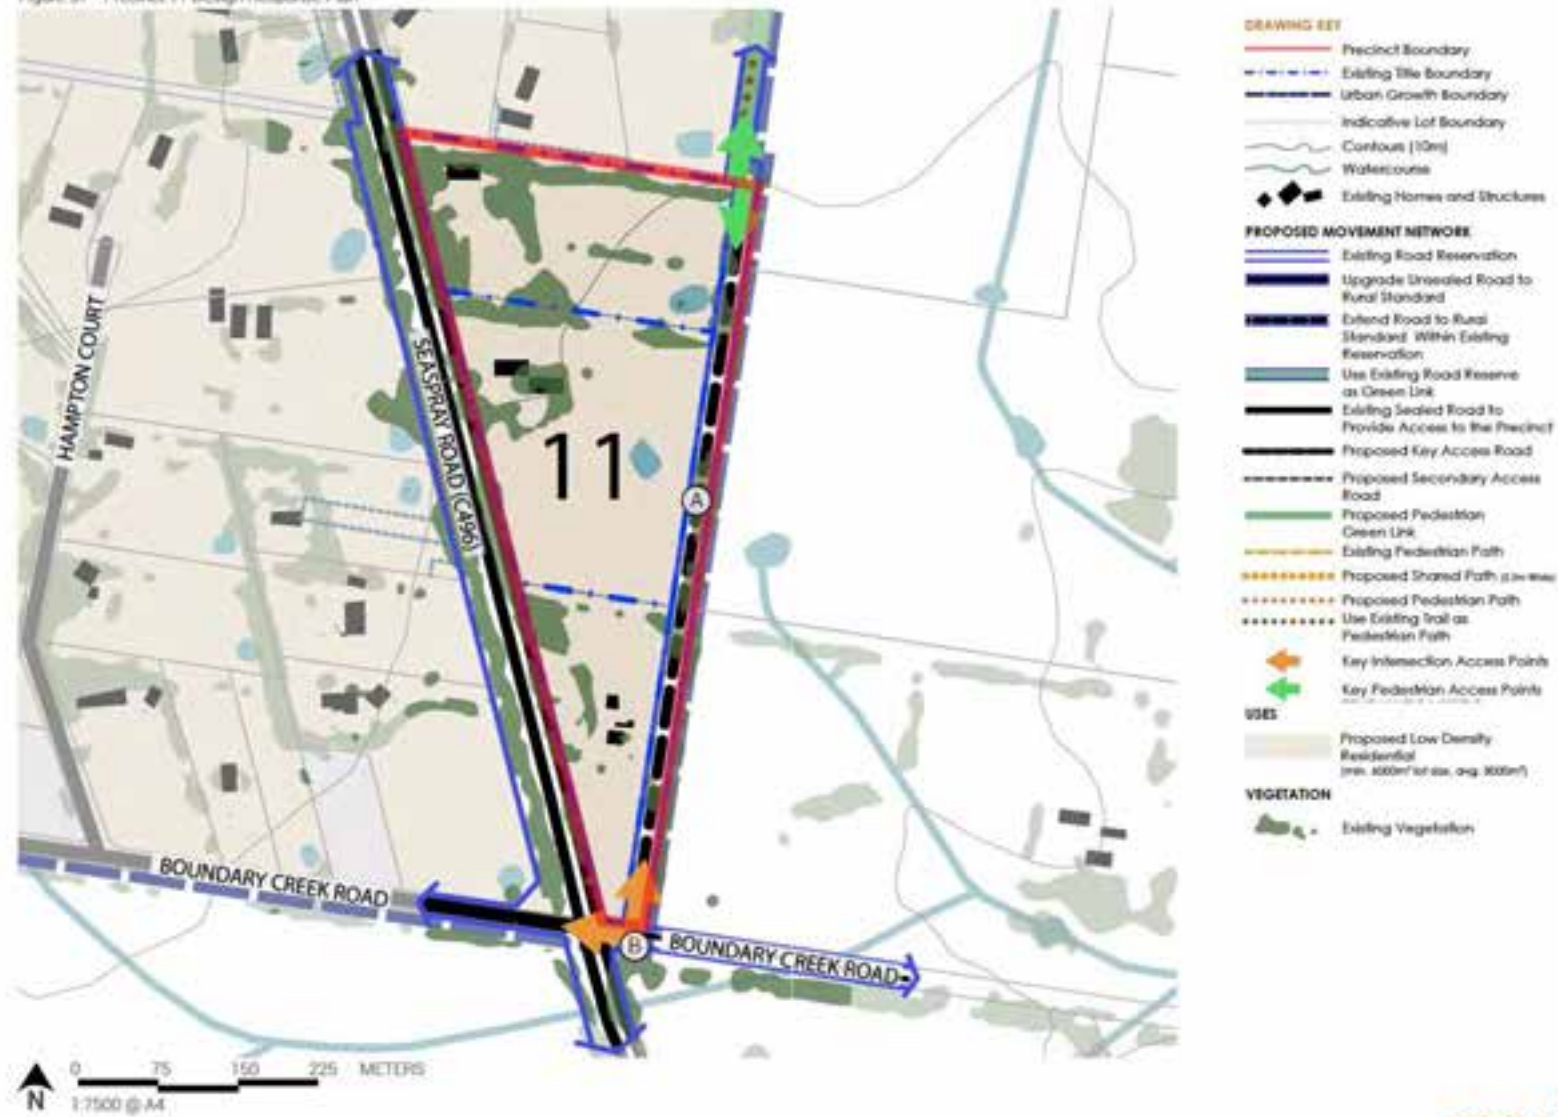 DRAWING KEY
Precinct Boundary
Existing Title Boundary
Urban Growth Boundary
Indicative Lot Boundary
Contours (10m)
Watercourse
Existing Homes and Structures
PROPOSED MOVEMENT NETWORK
Existing Road Reservation
Upgrade Unsealed Road to
Rural Standard
Extend Road to Rural
Standard Within Existing
Reservation
Use Existing Road Reserve
as Green Link
Existing Sealed Road to
Provide Access to the Precinct
Proposed Key Access Road
Proposed Secondary Access
Road
Proposed Pedestrian
Green Link
Existing Pedestrian Path
Proposed Shared Path
Proposed Pedestrian Path
Use Existing Trail as
Pedestrian Path
Key Intersection Access Points
Key Pedestrian Access Points
USES
Proposed Low Density
Residential
(min. 6000m² lot size, avg. 8000m²)
VEGETATION
Existing Vegetation
HAMPTON COURT
SEASPRAY ROAD (C496)
11
A
BOUNDARY CREEK ROAD
B
BOUNDARY CREEK ROAD
N
0 75 150 225 METERS
1:7500 @ A4